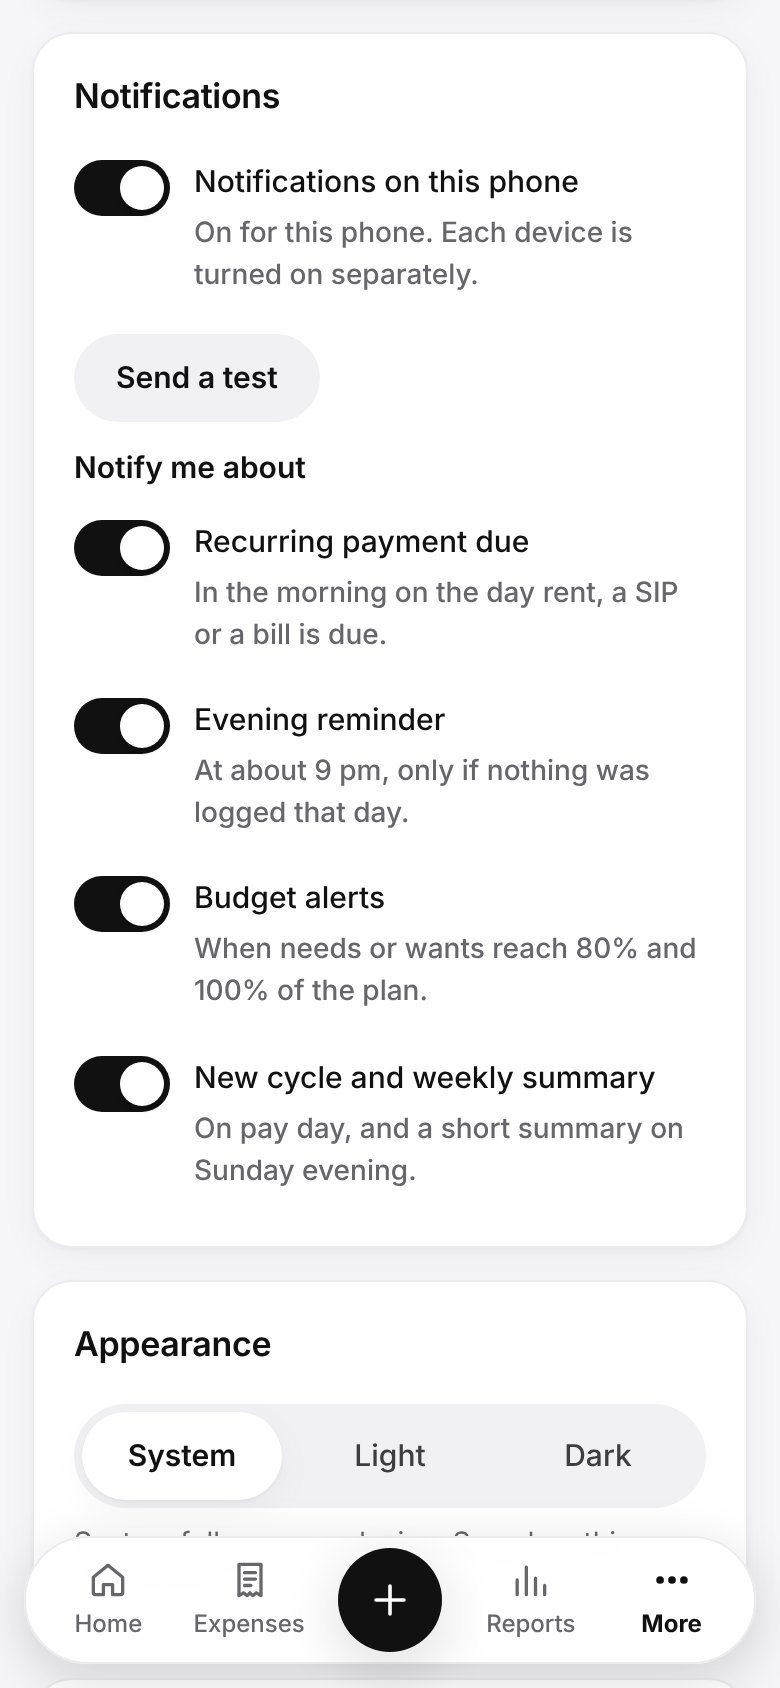 Notifications
Notifications on this phone
On for this phone. Each device is
turned on separately.
Send a test
Notify me about
Recurring payment due
In the morning on the day rent, a SIP
or a bill is due.
Evening reminder
At about 9 pm, only if nothing was
logged that day.
Budget alerts
When needs or wants reach 80% and
100% of the plan.
New cycle and weekly summary
On pay day, and a short summary on
Sunday evening.
Appearance
System
Light
Dark
Home
Expenses
Reports
More